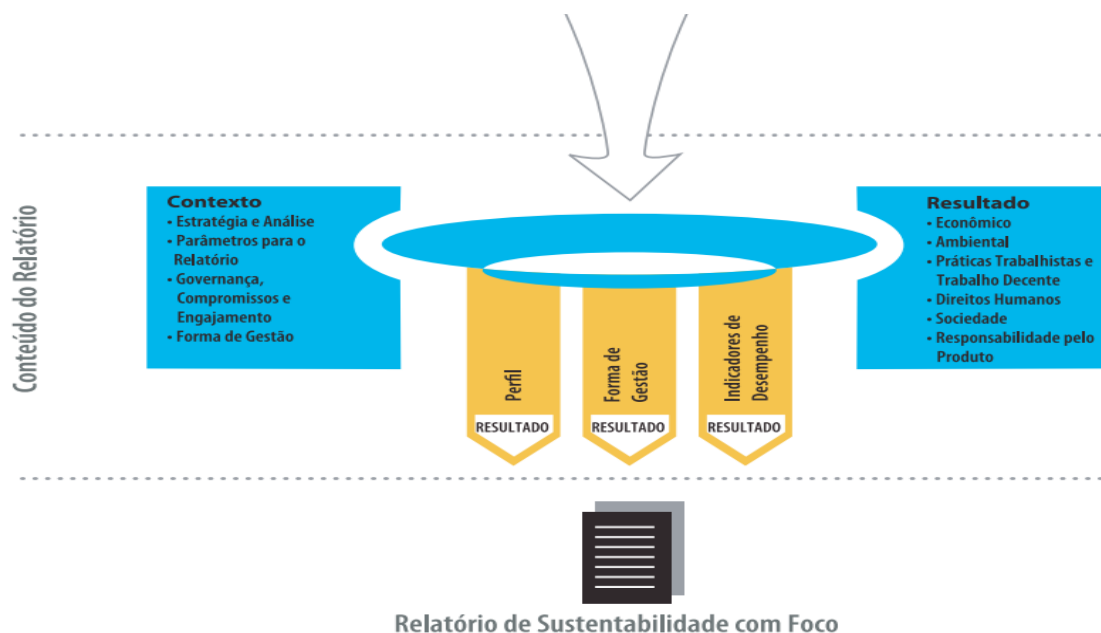 Conteúdo do Relatório
Contexto
• Estratégia e Análise
• Parâmetros para o
Relatório
• Governança,
Compromissos e
Engajamento
• Forma de Gestão
Perfil
RESULTADO
Forma de
Gestão
RESULTADO
Indicadores de
Desempenho
RESULTADO
Resultado
• Econômico
• Ambiental
• Práticas Trabalhistas e
Trabalho Decente
• Direitos Humanos
• Sociedade
• Responsabilidade pelo
Produto
Relatório de Sustentabilidade com Foco